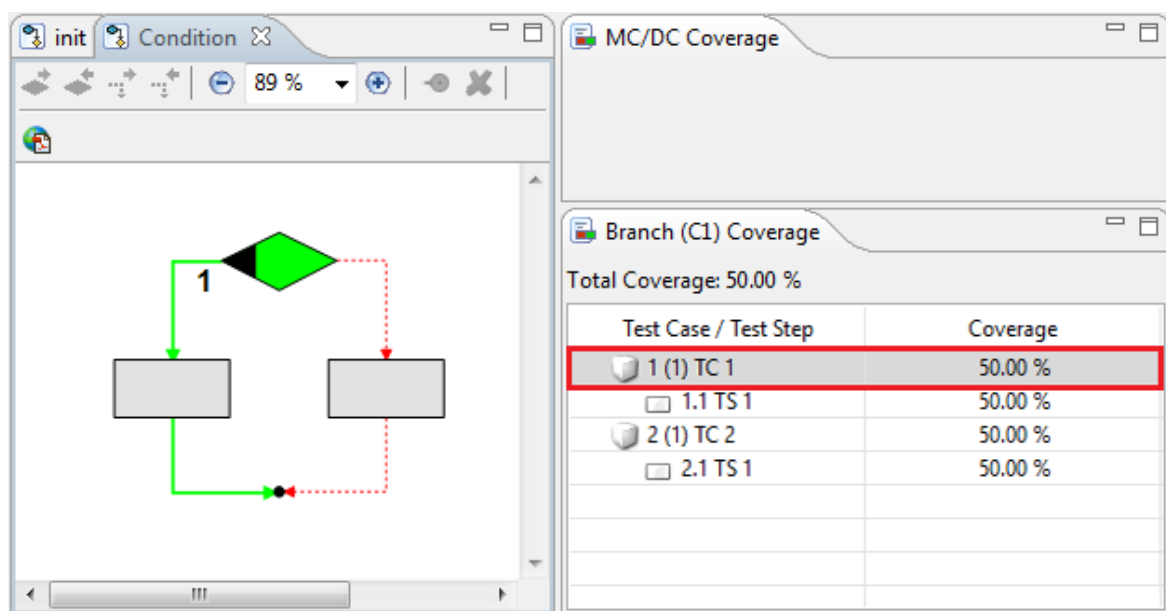 init
Condition
89 %
1
MC/DC Coverage
Branch (C1) Coverage
Total Coverage: 50.00 %
Test Case / Test Step Coverage
1 (1) TC 1 50.00 %
1.1 TS 1 50.00 %
2 (1) TC 2 50.00 %
2.1 TS 1 50.00 %